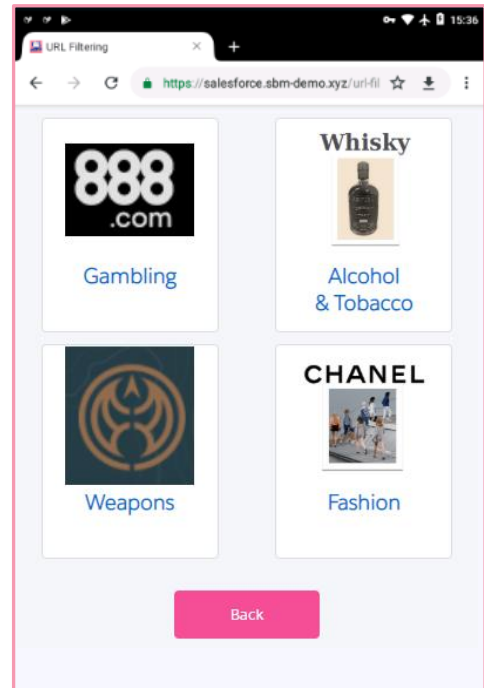 15:36
URL Filtering
https://salesforce.sbm-demo.xyz/url-fil
888
.com
Gambling
Whisky
Alcohol
& Tobacco
Weapons
CHANEL
Fashion
Back